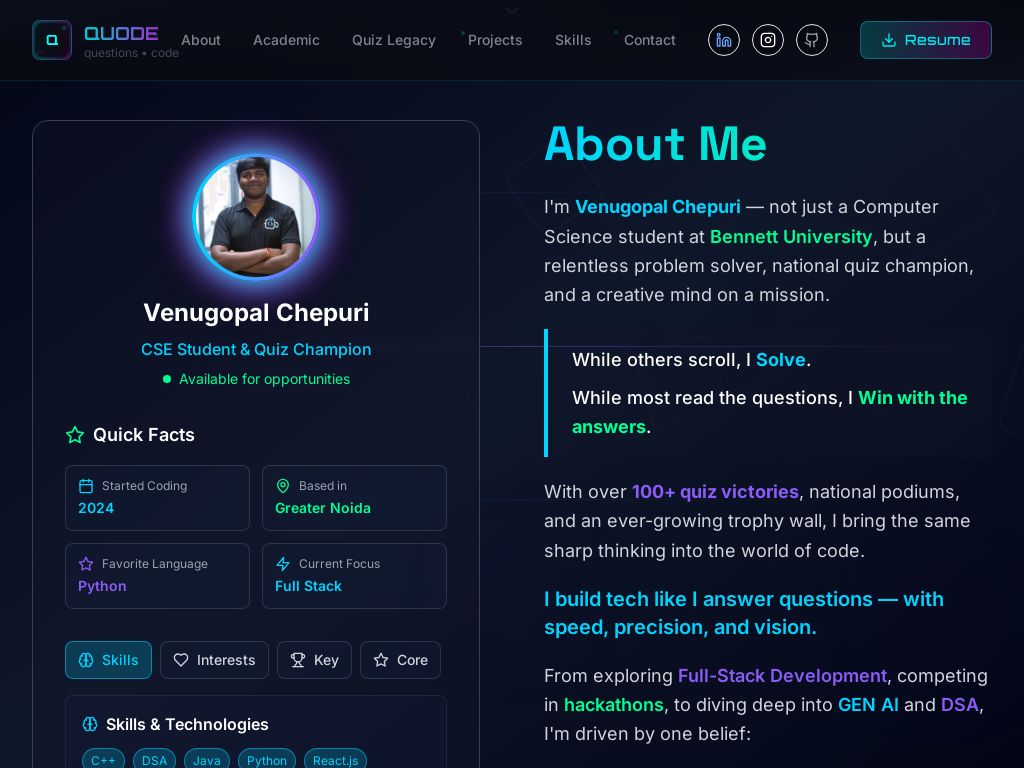 QUODE
questions • code
About
Academic
Quiz Legacy
Projects
Skills
Contact
Resume
Venugopal Chepuri
CSE Student & Quiz Champion
Available for opportunities
Quick Facts
Started Coding
2024
Based in
Greater Noida
Favorite Language
Python
Current Focus
Full Stack
Skills
Interests
Key
Core
Skills & Technologies
C++
DSA
Java
Python
React.js
About Me
I'm Venugopal Chepuri — not just a Computer
Science student at Bennett University, but a
relentless problem solver, national quiz champion,
and a creative mind on a mission.
While others scroll, I Solve.
While most read the questions, I Win with the
answers.
With over 100+ quiz victories, national podiums,
and an ever-growing trophy wall, I bring the same
sharp thinking into the world of code.
I build tech like I answer questions — with
speed, precision, and vision.
From exploring Full-Stack Development, competing
in hackathons, to diving deep into GEN AI and DSA,
I'm driven by one belief: